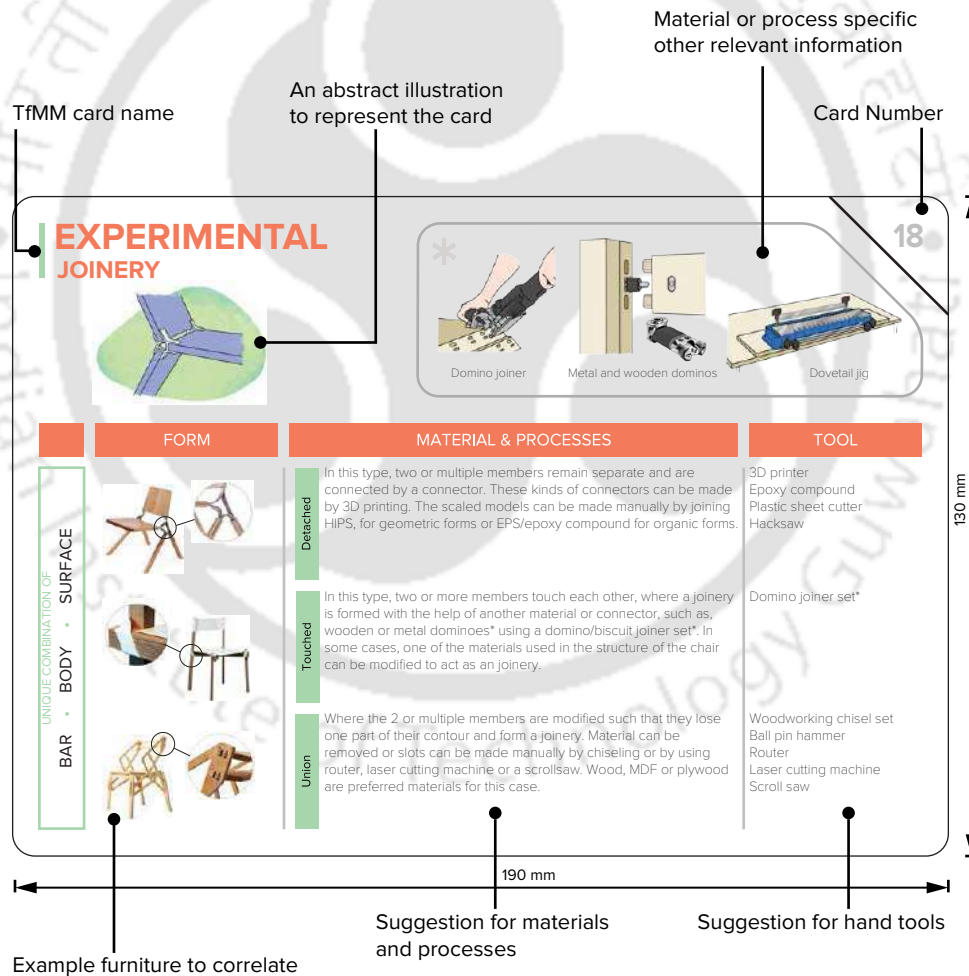 Material or process specific
other relevant information
An abstract illustration
to represent the card
TfMM card name
Card Number
EXPERIMENTAL
JOINERY
18
*
Domino joiner
Metal and wooden dominos
Dovetail jig
FORM
MATERIAL & PROCESSES
TOOL
UNIQUE COMBINATION OF
BAR • BODY • SURFACE
Detached
In this type, two or multiple members remain separate and are
connected by a connector. These kinds of connectors can be made
by 3D printing. The scaled models can be made manually by joining
HIPS, for geometric forms or EPS/epoxy compound for organic forms.
3D printer
Epoxy compound
Plastic sheet cutter
Hacksaw
Touched
In this type, two or more members touch each other, where a joinery
is formed with the help of another material or connector, such as,
wooden or metal dominoes* using a domino/biscuit joiner set*. In
some cases, one of the materials used in the structure of the chair
can be modified to act as an joinery.
Domino joiner set*
Union
Where the 2 or multiple members are modified such that they lose
one part of their contour and form a joinery. Material can be
removed or slots can be made manually by chiseling or by using
router, laser cutting machine or a scrollsaw. Wood, MDF or plywood
are preferred materials for this case.
Woodworking chisel set
Ball pin hammer
Router
Laser cutting machine
Scroll saw
130 mm
190 mm
Suggestion for materials
and processes
Suggestion for hand tools
Example furniture to correlate
of Technology Guwahati